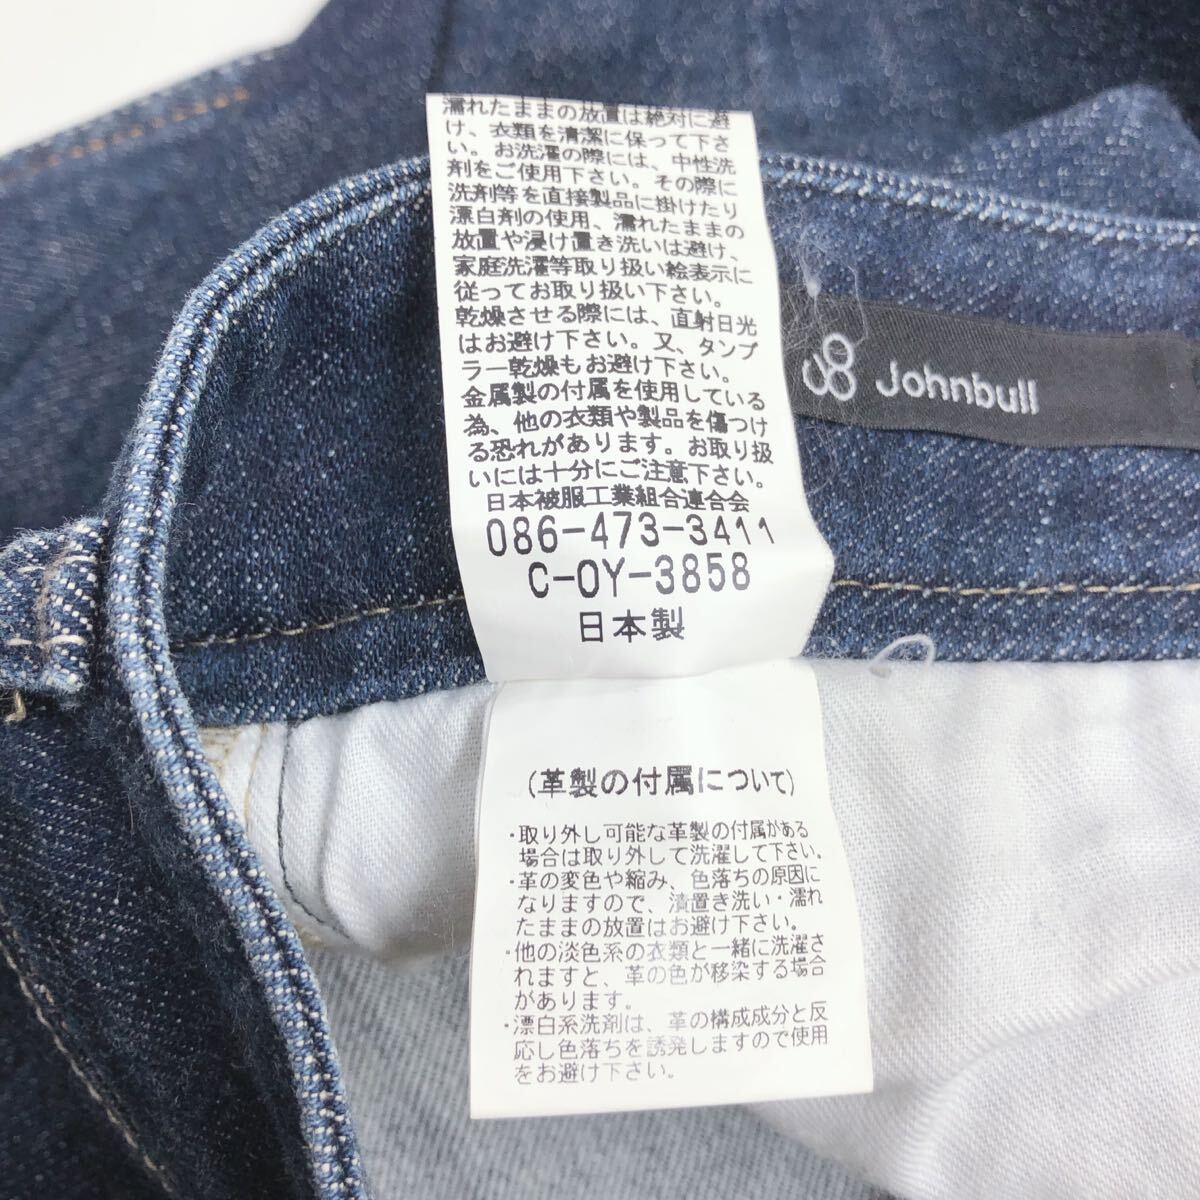 濡れたままの放置は絶対に避
け、衣類を清潔に保って下さ
い。お洗濯の際には、中性洗
剤をご使用下さい。その際に
洗剤等を直接製品に掛けたり
漂白剤の使用、濡れたままの
放置や浸け置き洗いは避け、
家庭洗濯等取り扱い絵表示に
従ってお取り扱い下さい。
乾燥させる際には、直射日光
はお避け下さい。又、タンブ
ラー乾燥もお避け下さい。
金属製の付属を使用している
為、他の衣類や製品を傷つけ
る恐れがあります。お取り扱
いには十分にご注意下さい。
日本被服工業組合連合会
086-473-3411
C-OY-3858
日本製
Johnbull
(革製の付属について)
・取り外し可能な革製の付属がある
場合は取り外して洗濯して下さい。
・革の変色や縮み、色落ちの原因に
なりますので、漬置き洗い・濡れ
たままの放置はお避け下さい。
・他の淡色系の衣類と一緒に洗濯さ
れますと、革の色が移染する場合
があります。
・漂白系洗剤は、革の構成成分と反
応し色落ちを誘発しますので使用
をお避け下さい。